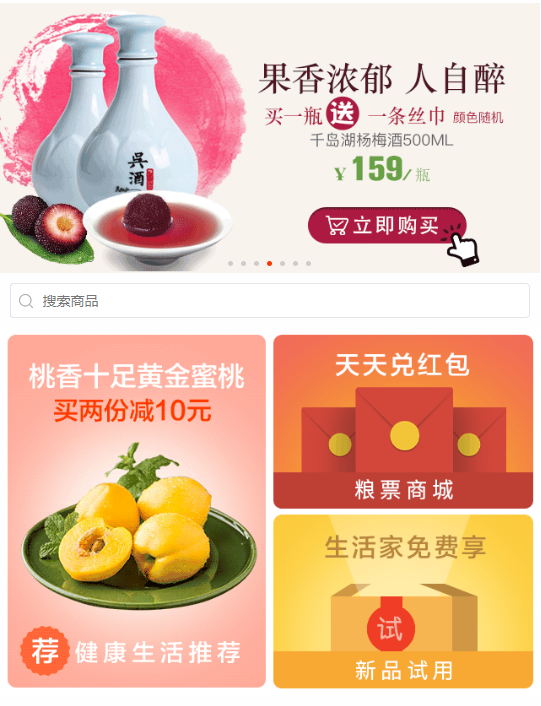 果香浓郁 人自醉
买一瓶送一条丝巾 颜色随机
千岛湖杨梅酒500ML
¥159/瓶
吳酒
立即购买
搜索商品
桃香十足黄金蜜桃
买两份减10元
荐 健康生活推荐
天天兑红包
粮票商城
生活家免费享
试
新品试用